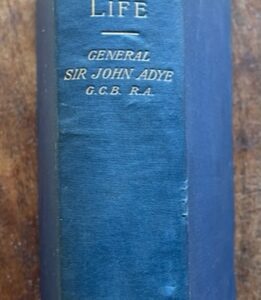 LIFE
GENERAL
SIR JOHN ADYE
G.C.B. R.A.